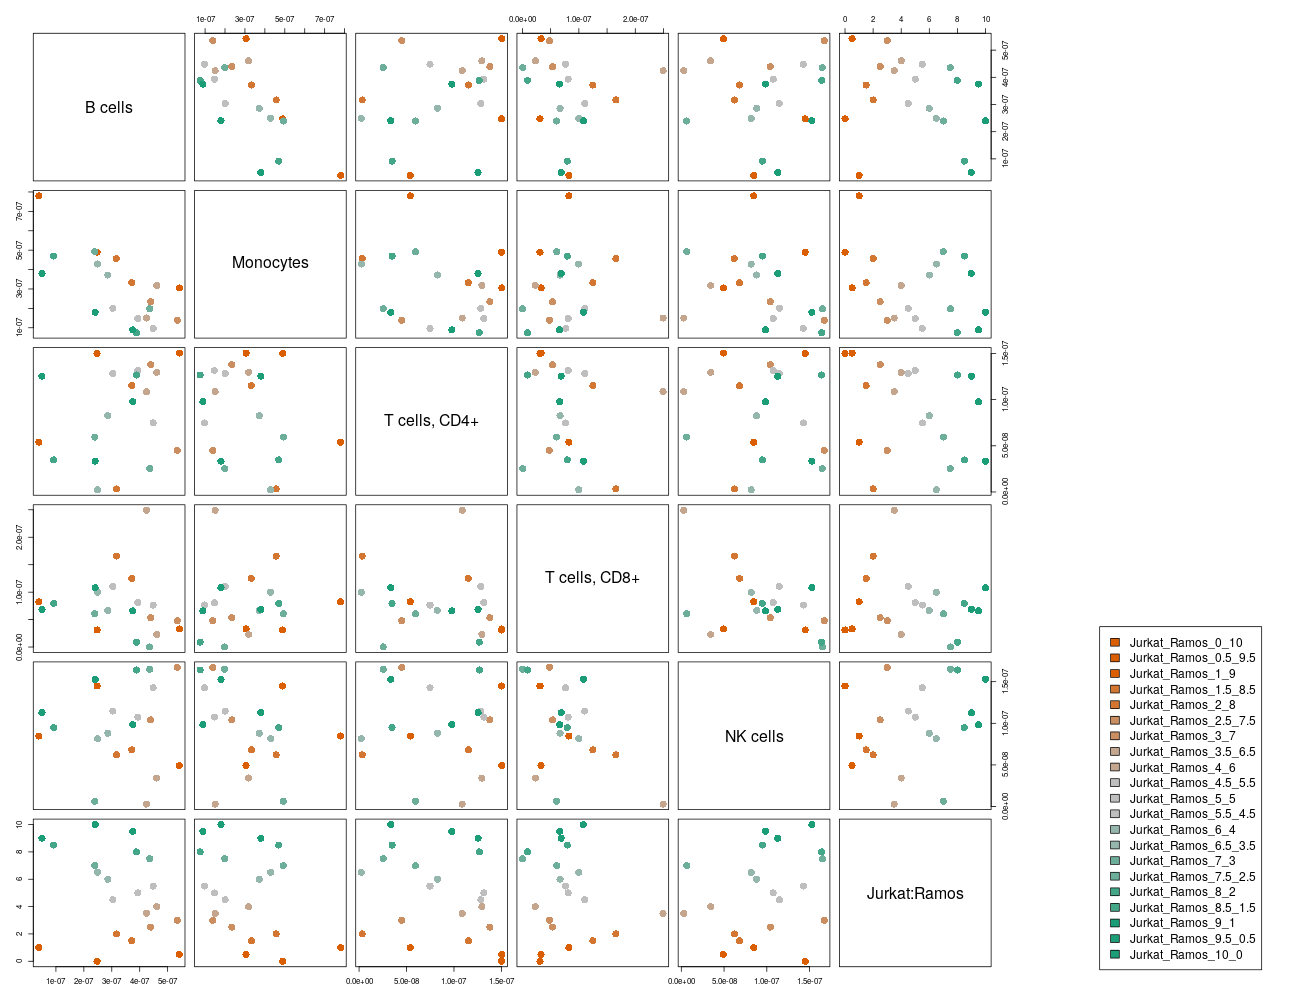 1e-07 3e-07 5e-07 7e-07
0.0e+00 1.0e-07 2.0e-07
0 2 4 6 8 10
B cells
1e-07 2e-07 3e-07 4e-07 5e-07
1e-07 3e-07 5e-07 7e-07
Monocytes
T cells, CD4+
0.0e+00 5.0e-08 1.0e-07 1.5e-07
0.0e+00 1.0e-07 2.0e-07
T cells, CD8+
NK cells
0.0e+00 5.0e-08 1.0e-07 1.5e-07
0 2 4 6 8 10
Jurkat:Ramos
1e-07 2e-07 3e-07 4e-07 5e-07
0.0e+00 5.0e-08 1.0e-07 1.5e-07
0.0e+00 5.0e-08 1.0e-07 1.5e-07
Jurkat_Ramos_0_10
Jurkat_Ramos_0.5_9.5
Jurkat_Ramos_1_9
Jurkat_Ramos_1.5_8.5
Jurkat_Ramos_2_8
Jurkat_Ramos_2.5_7.5
Jurkat_Ramos_3_7
Jurkat_Ramos_3.5_6.5
Jurkat_Ramos_4_6
Jurkat_Ramos_4.5_5.5
Jurkat_Ramos_5_5
Jurkat_Ramos_5.5_4.5
Jurkat_Ramos_6_4
Jurkat_Ramos_6.5_3.5
Jurkat_Ramos_7_3
Jurkat_Ramos_7.5_2.5
Jurkat_Ramos_8_2
Jurkat_Ramos_8.5_1.5
Jurkat_Ramos_9_1
Jurkat_Ramos_9.5_0.5
Jurkat_Ramos_10_0